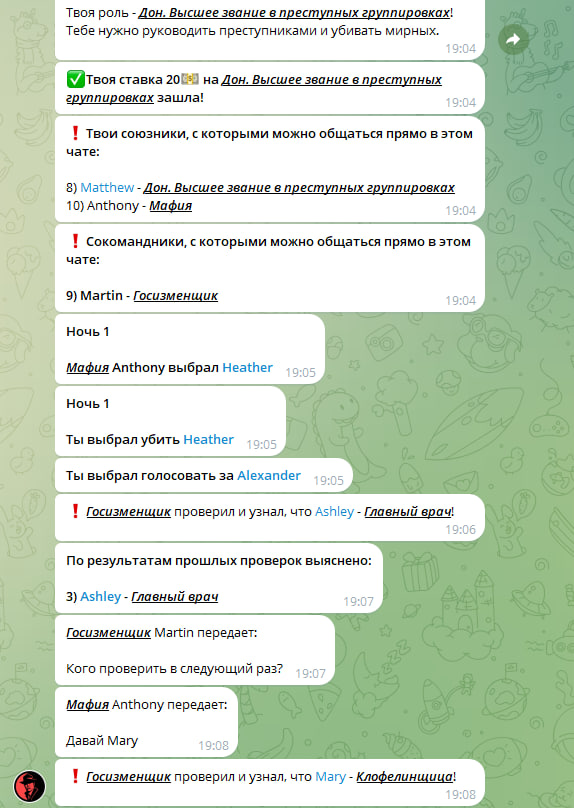 Твоя роль - Дон. Высшее звание в преступных группировках!
Тебе нужно руководить преступниками и убивать мирных.
19:04
✅Твоя ставка 20💵 на Дон. Высшее звание в преступных
группировках зашла!
19:04
❗ Твои союзники, с которыми можно общаться прямо в этом
чате:
8) Matthew - Дон. Высшее звание в преступных группировках
10) Anthony - Мафия
19:04
❗ Сокомандники, с которыми можно общаться прямо в этом
чате:
9) Martin - Госизменщик
19:04
Ночь 1
Мафия Anthony выбрал Heather
19:05
Ночь 1
Ты выбрал убить Heather
19:05
Ты выбрал голосовать за Alexander
19:05
❗ Госизменщик проверил и узнал, что Ashley - Главный врач!
19:06
По результатам прошлых проверок выяснено:
3) Ashley - Главный врач
19:07
Госизменщик Martin передает:
Кого проверить в следующий раз?
19:07
Мафия Anthony передает:
Давай Mary
19:08
❗ Госизменщик проверил и узнал, что Mary - Клофелинщица!
19:08